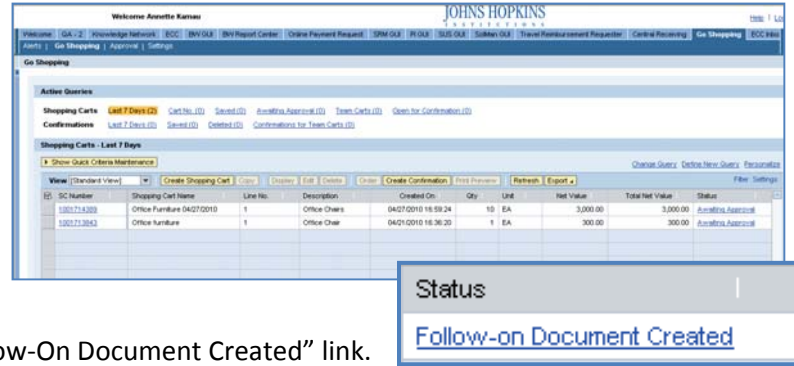 Welcome Annette Kamau
JOHNS HOPKINS
INSTITUTIONS
Help
Welcome GA - 2 Knowledge Network ECC BW GUI BW Report Center Online Payment Request SRM GUI PI GUI SUS GUI SolMan GUI Travel Reimbursement Requester Central Receiving Go Shopping ECC Inbo
Alerts | Go Shopping | Approval | Settings
Go Shopping
Active Queries
Shopping Carts Last 7 Days (2) Cart No. (0) Saved (0) Awaiting Approval (0) Team Carts (0) Open for Confirmation (0)
Confirmations Last 7 Days (0) Saved (0) Deleted (0) Confirmations for Team Carts (0)
Shopping Carts - Last 7 Days
Show Quick Criteria Maintenance
Change Query Define New Query Personalize
View [Standard View] Create Shopping Cart Copy Display Edit Delete Order Create Confirmation Print Preview Refresh Export Filter Settings
SC Number Shopping Cart Name Line No. Description Created On Qty Unit Net Value Total Net Value Status
1001714389 Office Furniture 04/27/2010 1 Office Chairs 04/27/2010 16:59:24 10 EA 3,000.00 3,000.00 Awaiting Approval
1001713843 Office furniture 1 Office Chair 04/21/2010 16:36:20 1 EA 300.00 300.00 Awaiting Approval
Status
Follow-on Document Created
ow-On Document Created” link.